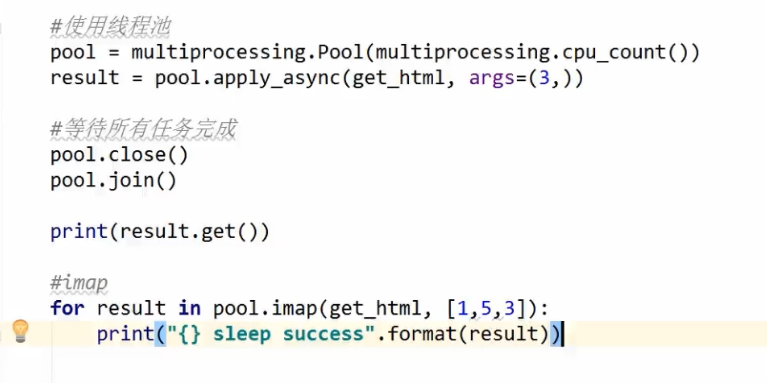 #使用线程池
pool = multiprocessing.Pool(multiprocessing.cpu_count())
result = pool.apply_async(get_html, args=(3,))
#等待所有任务完成
pool.close()
pool.join()
print(result.get())
#imap
for result in pool.imap(get_html, [1,5,3]):
    print("{} sleep success".format(result))